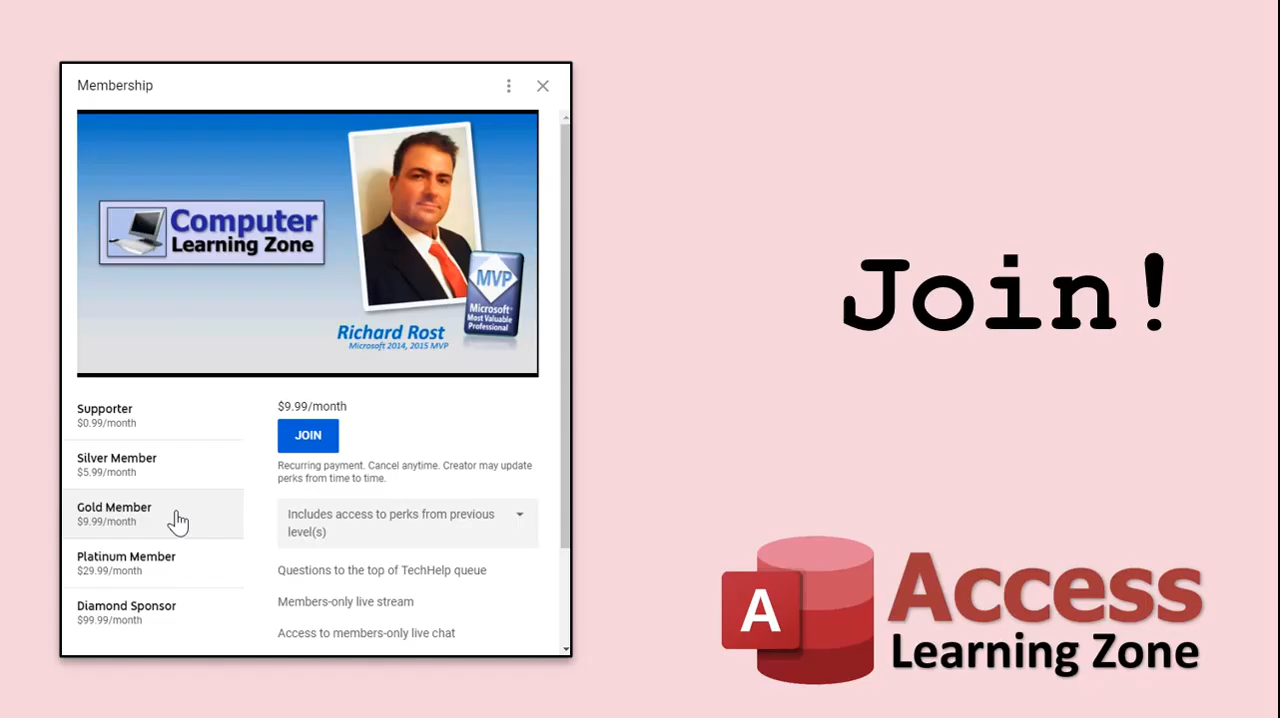 Membership
Computer
Learning Zone
MVP
Microsoft®
Most Valuable
Professional
Richard Rost
Microsoft 2014, 2015 MVP
Supporter
$0.99/month
Silver Member
$5.99/month
Gold Member
$9.99/month
Platinum Member
$29.99/month
Diamond Sponsor
$99.99/month
$9.99/month
JOIN
Recurring payment. Cancel anytime. Creator may update
perks from time to time.
Includes access to perks from previous
level(s)
Questions to the top of TechHelp queue
Members-only live stream
Access to members-only live chat
Join!
A
Access
Learning Zone